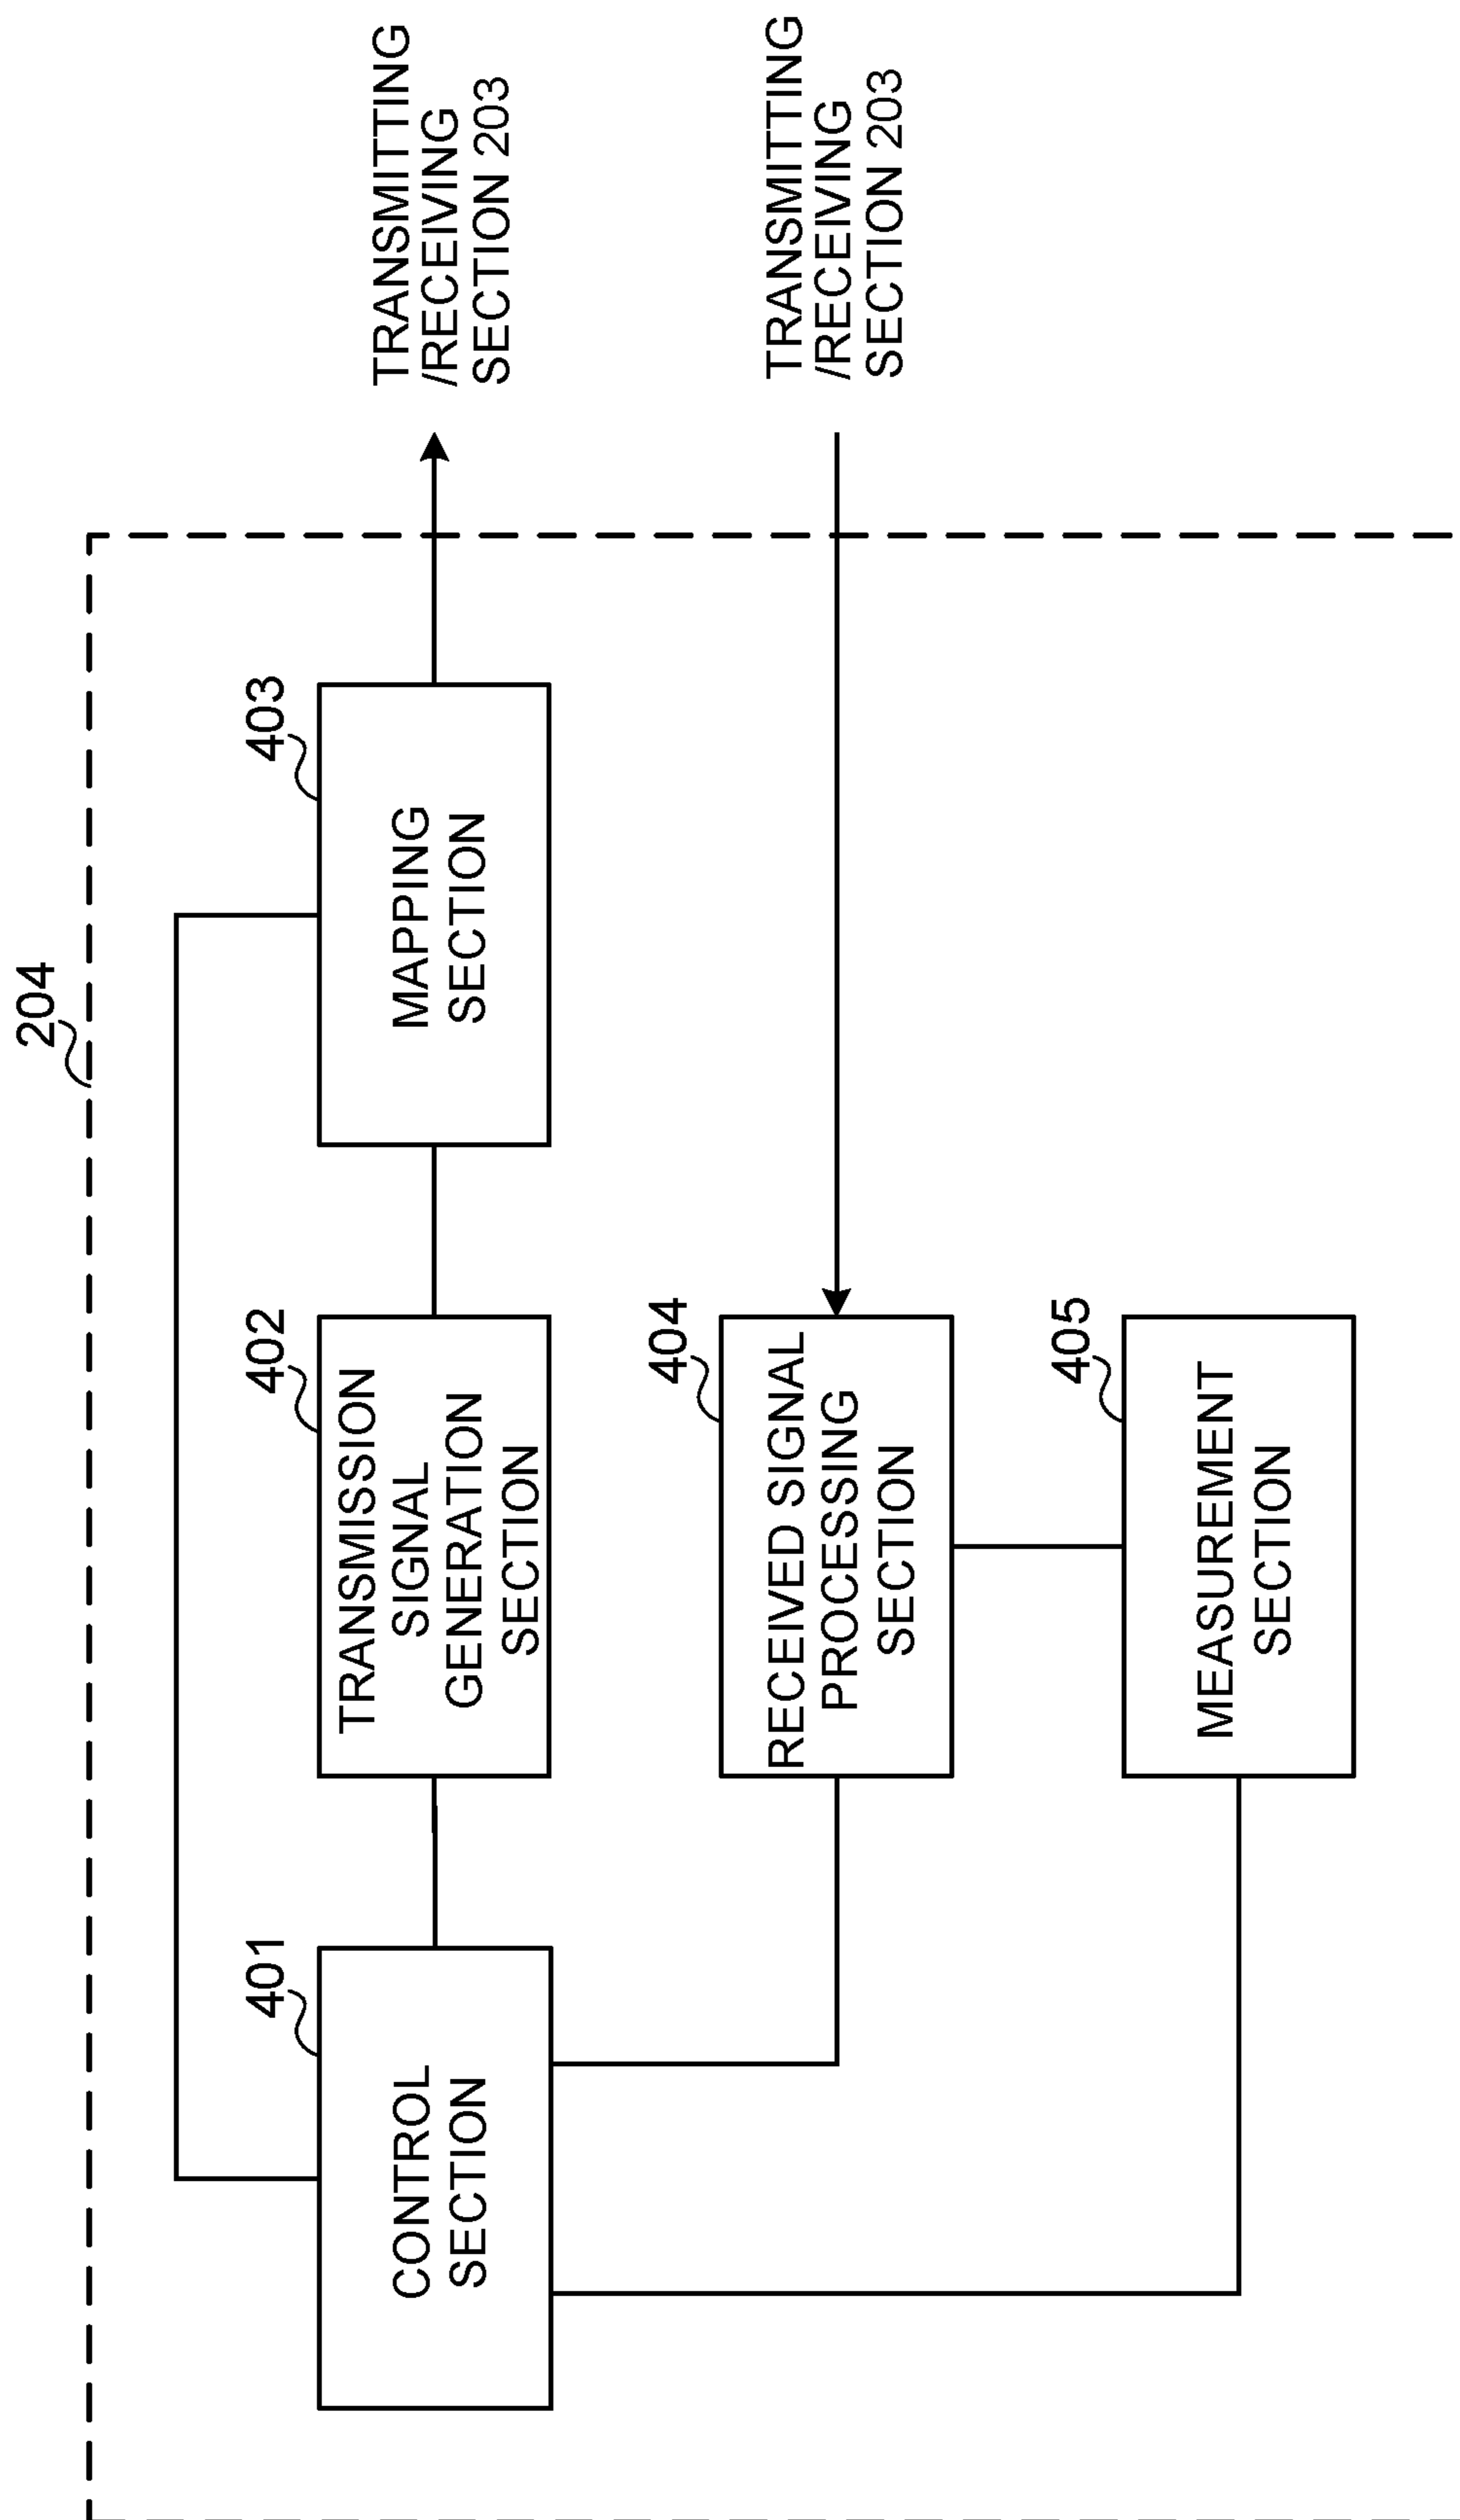 204
401
CONTROL
SECTION
402
TRANSMISSION
SIGNAL
GENERATION
SECTION
403
MAPPING
SECTION
TRANSMITTING
/RECEIVING
SECTION 203
404
RECEIVED SIGNAL
PROCESSING
SECTION
TRANSMITTING
/RECEIVING
SECTION 203
405
MEASUREMENT
SECTION